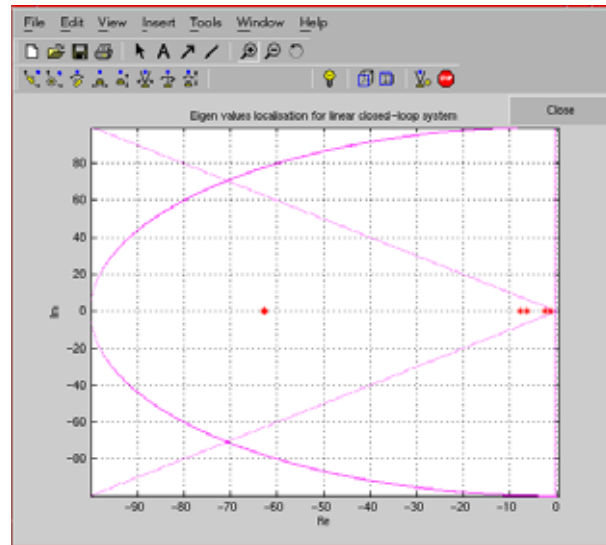 File Edit View Insert Tools Window Help
A
STOP
Close
Eigen values localisation for linear closed-loop system
80
60
40
20
0
-20
-40
-60
-80
Im
-90 -80 -70 -60 -50 -40 -30 -20 -10 0
Re